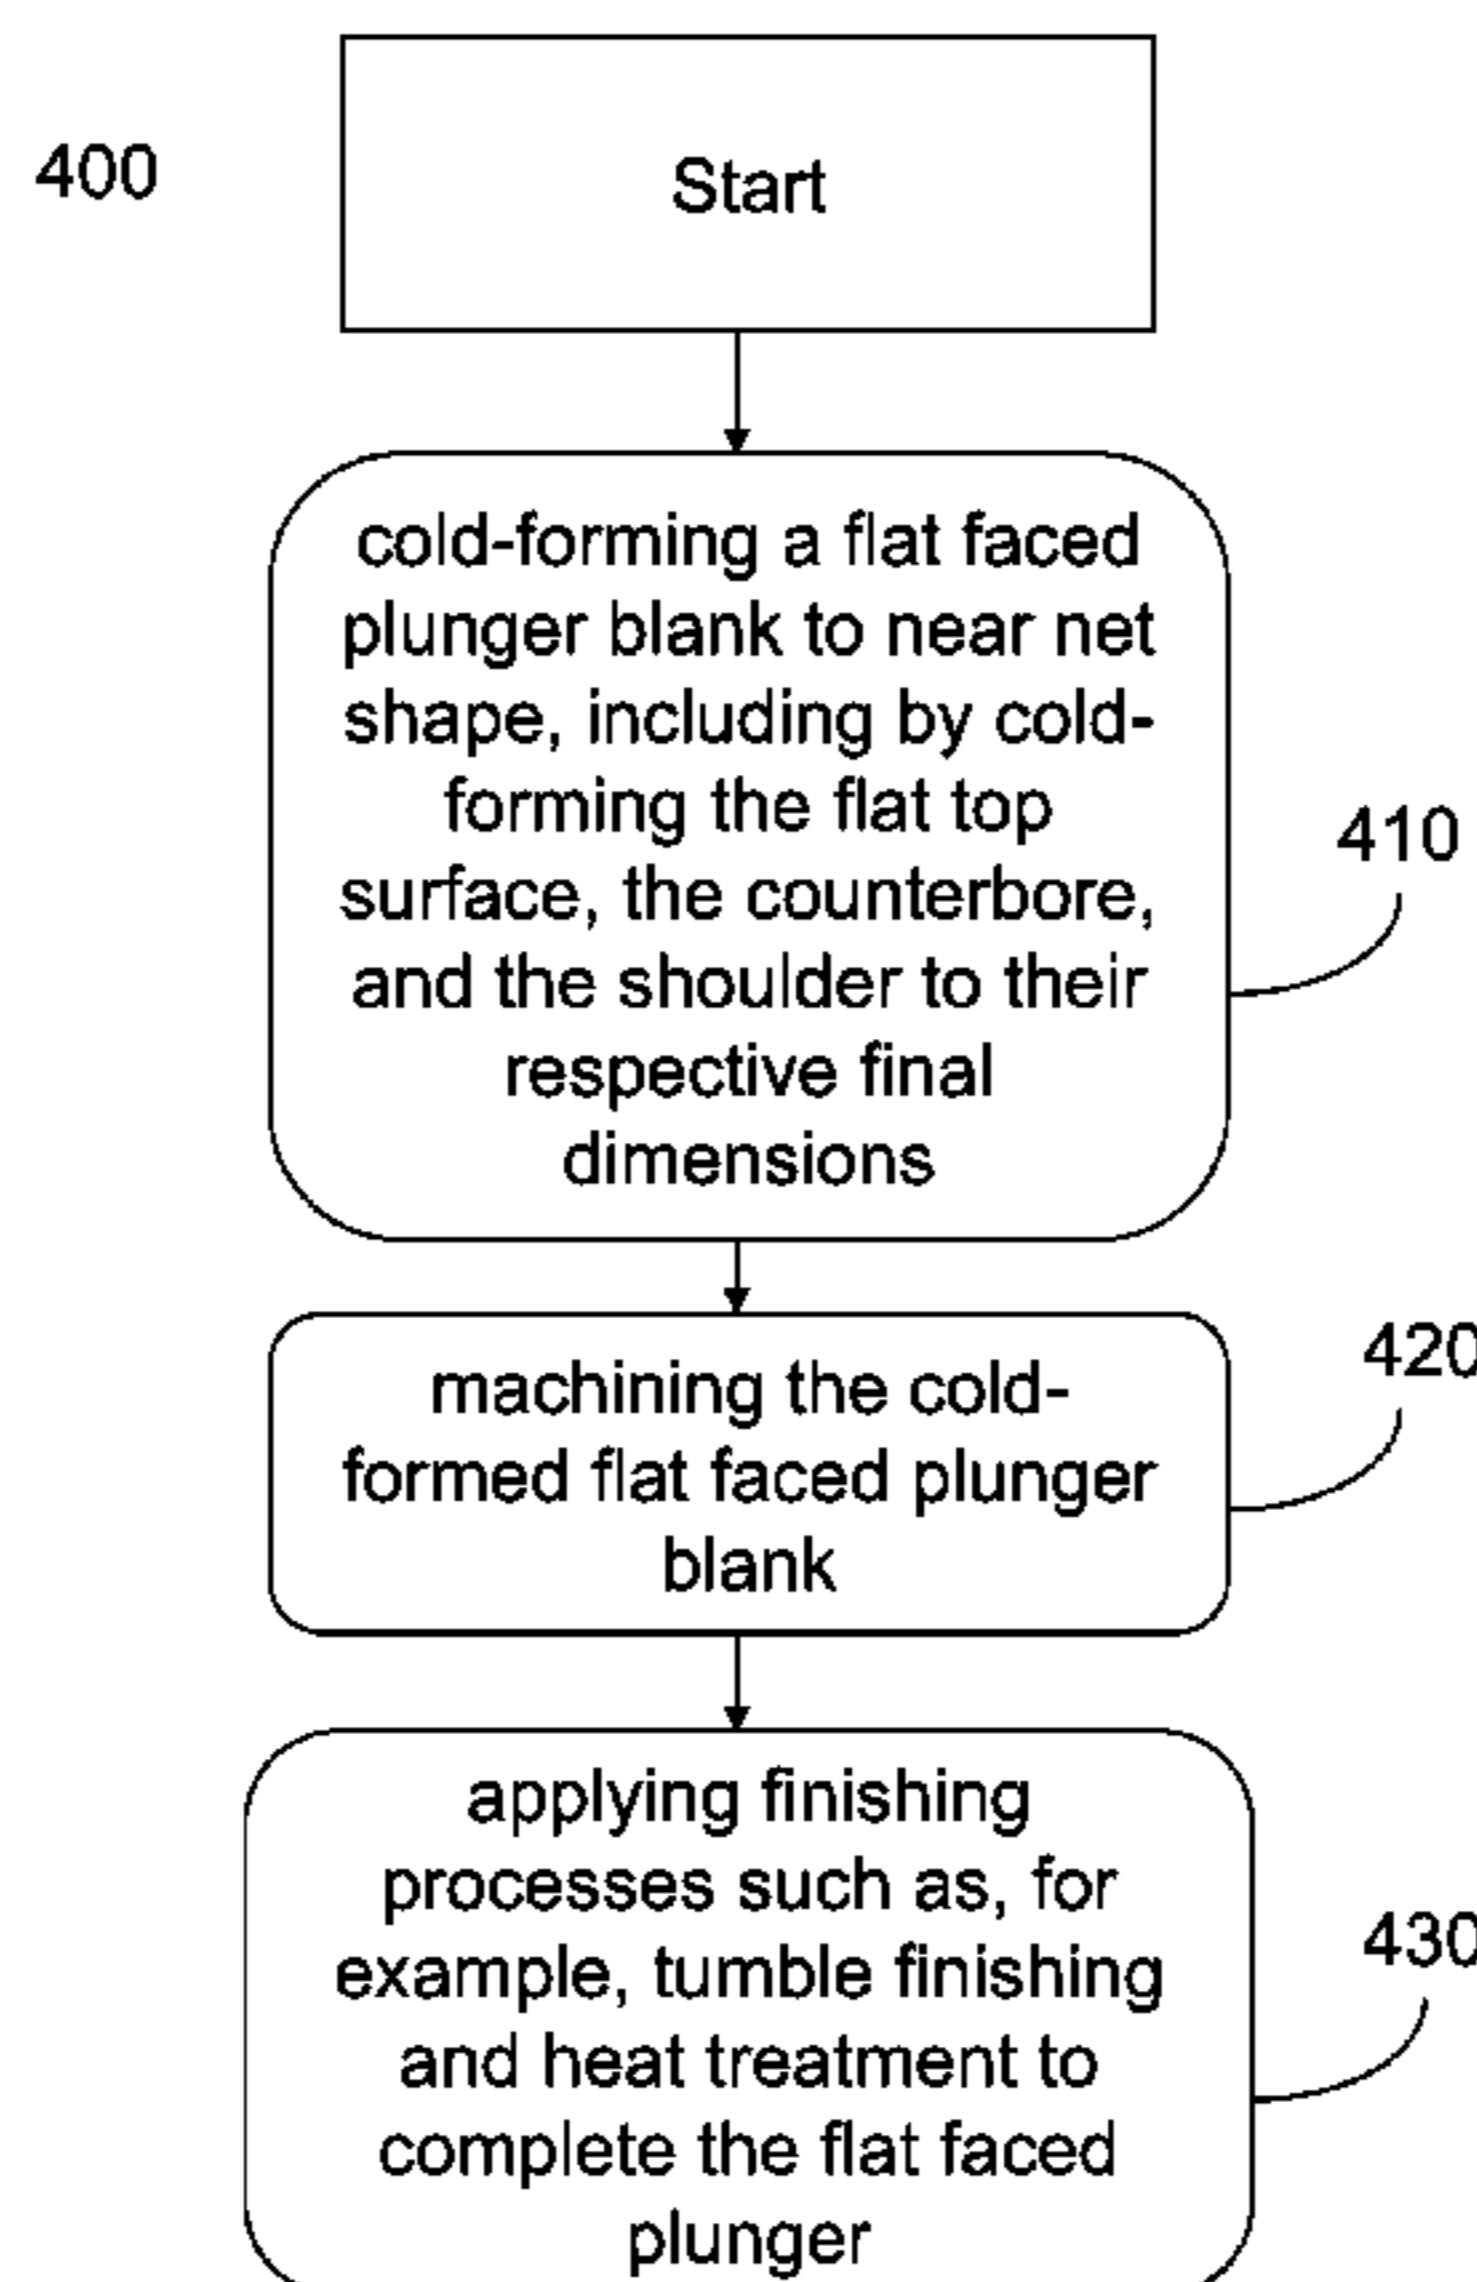 400
Start
cold-forming a flat faced
plunger blank to near net
shape, including by cold-
forming the flat top
surface, the counterbore,
and the shoulder to their
respective final
dimensions
410
machining the cold-
formed flat faced plunger
blank
420
applying finishing
processes such as, for
example, tumble finishing
and heat treatment to
complete the flat faced
plunger
430